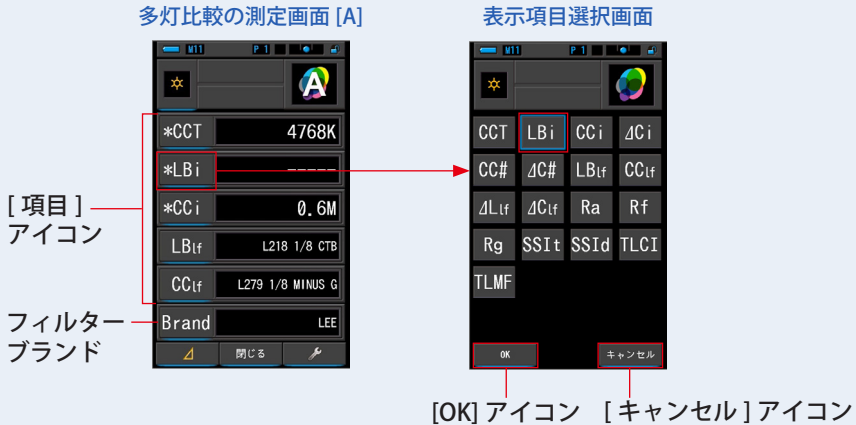 多灯比較の測定画面 [A]
表示項目選択画面
M11 P 1
A
*CCT 4768K
*LBi -----
*CCi 0.6M
LBlf L218 1/8 CTB
CClf L279 1/8 MINUS G
Brand LEE
⊿ 閉じる
[ 項目 ]
アイコン
フィルター
ブランド
M11 P 1
CCT LBi CCi ⊿Ci
CC# ⊿C# LBlf CClf
⊿Llf ⊿Clf Ra Rf
Rg SSIt SSId TLCI
TLMF
OK キャンセル
[OK] アイコン
[ キャンセル ] アイコン